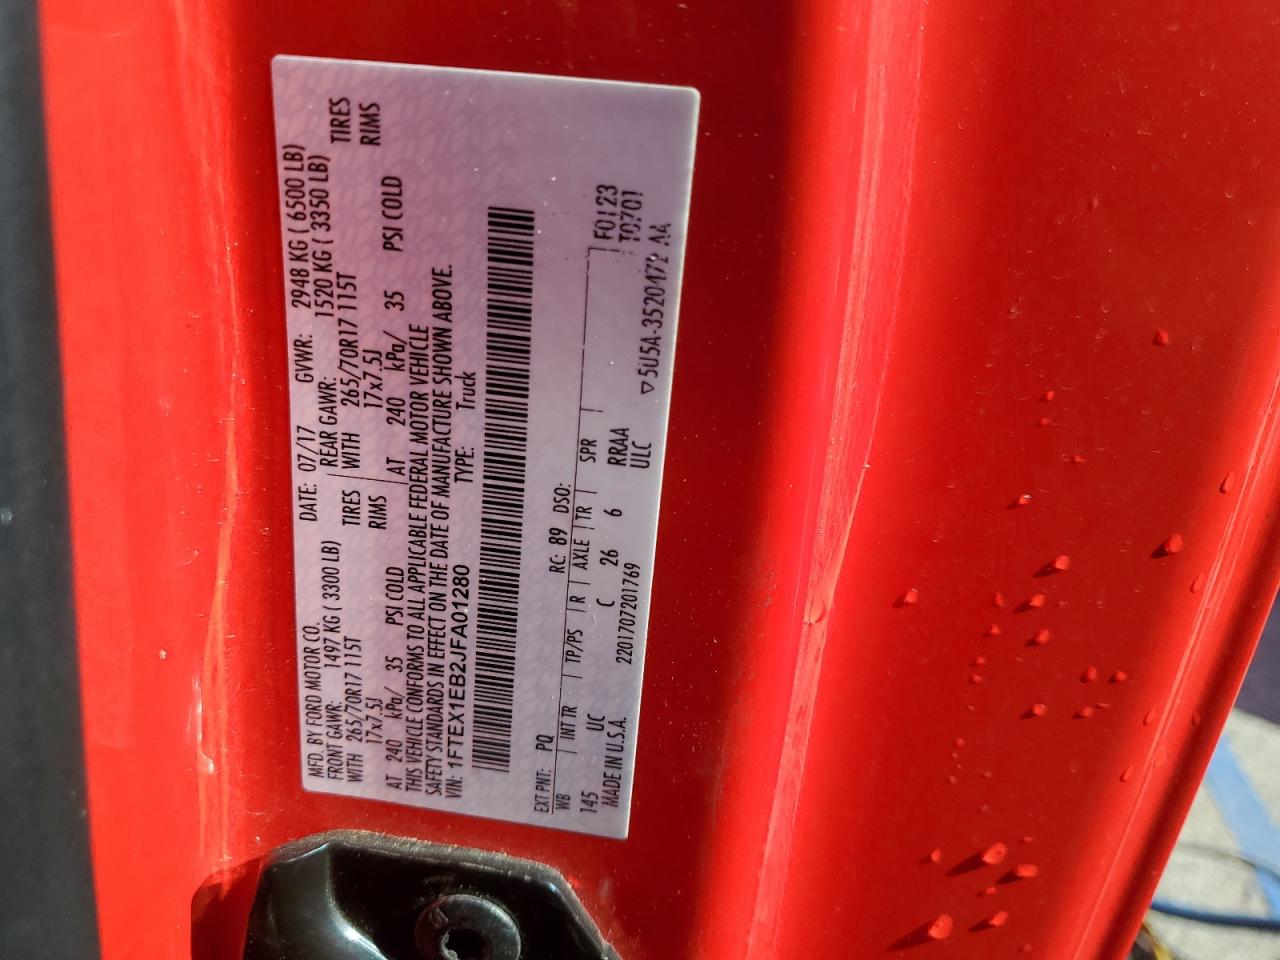 MFD. BY FORD MOTOR CO. DATE: 07/17 GVWR: 2948 KG ( 6500 LB)
FRONT GAWR: 1497 KG ( 3300 LB) REAR GAWR: 1520 KG ( 3350 LB)
WITH 265/70R17 115T TIRES WITH 265/70R17 115T TIRES
17x7.5J RIMS 17x7.5J RIMS
AT 240 kPa/ 35 PSI COLD AT 240 kPa/ 35 PSI COLD
THIS VEHICLE CONFORMS TO ALL APPLICABLE FEDERAL MOTOR VEHICLE
SAFETY STANDARDS IN EFFECT ON THE DATE OF MANUFACTURE SHOWN ABOVE.
VIN: 1FTEX1EB2JFA01280 TYPE: Truck
EXT PNT: PQ RC: 89 DSO:
WB INT TR TP/PS R AXLE TR SPR
145 UC C 26 6 RRAA
F0123
T0701
MADE IN U.S.A. 2201707201769 ULC
▽5U5A-3520472 AA